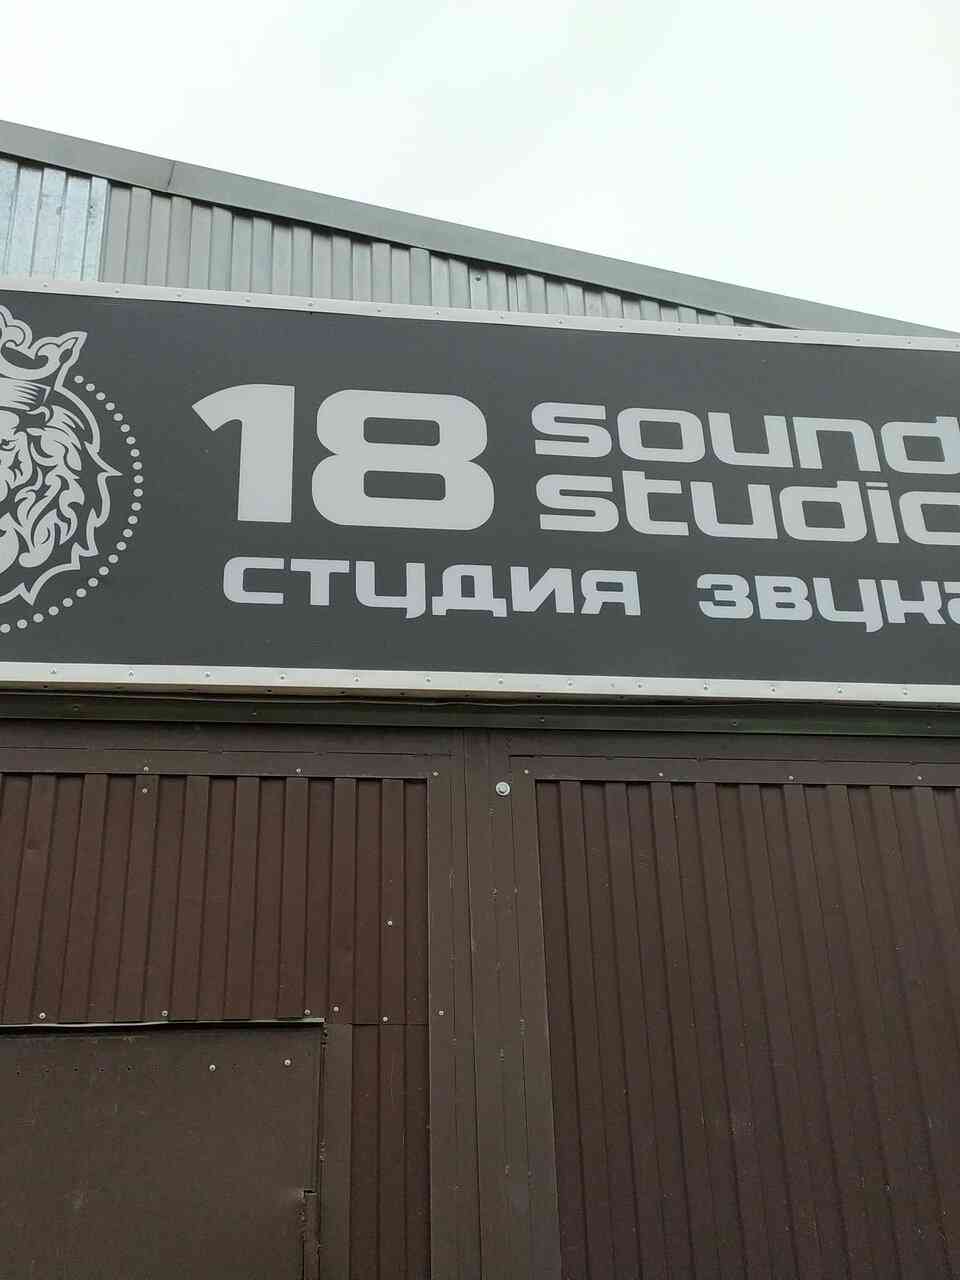 18 sound
studio
студия звука